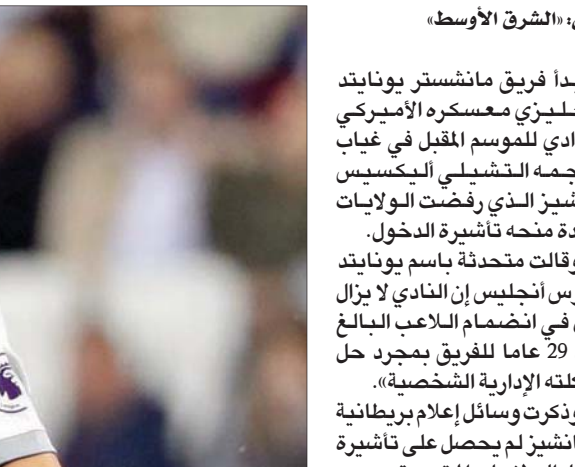 «الشرق الأوسط»
بدأ فريق مانشستر يونايتد
معسكره الأميركي
للموسم المقبل في غياب
التشيلي أليكسيس
الذي رفضت الولايات
منحه تأشيرة الدخول.
وقالت متحدثة باسم يونايتد
أنجليس إن النادي لا يزال
في انضمام اللاعب البالغ
29 عاما للفريق بمجرد حل
الإدارية الشخصية».
وذكرت وسائل إعلام بريطانية
لم يحصل على تأشيرة